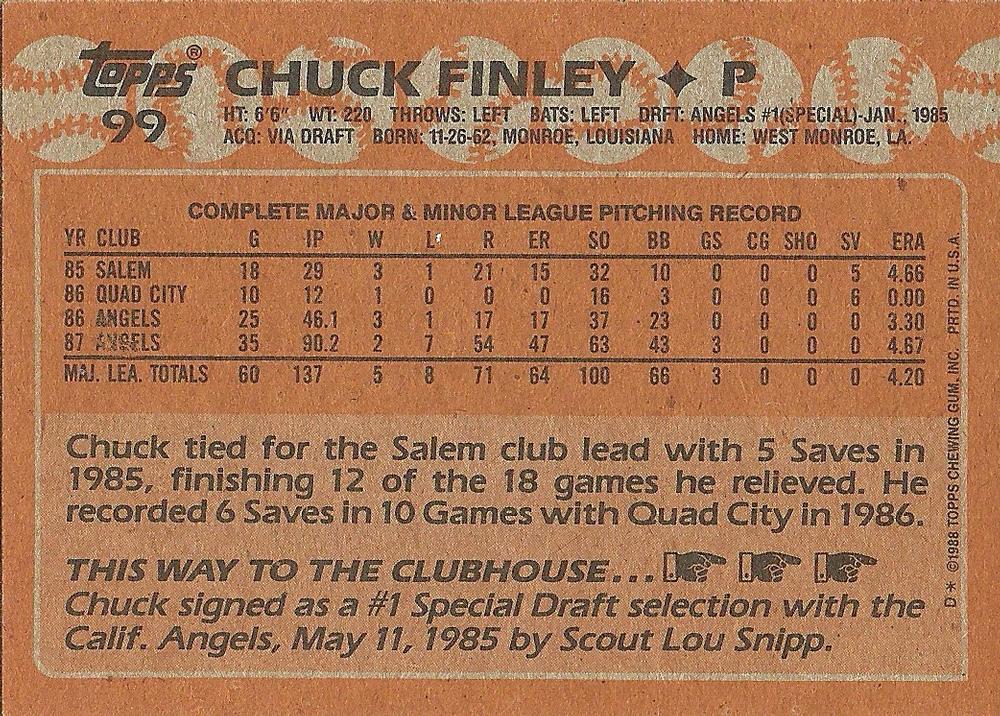 Topps® CHUCK FINLEY ✦ P
99 HT: 6'6" WT: 220 THROWS: LEFT BATS: LEFT DRFT: ANGELS #1(SPECIAL)-JAN., 1985
ACQ: VIA DRAFT BORN: 11-26-62, MONROE, LOUISIANA HOME: WEST MONROE, LA.
COMPLETE MAJOR & MINOR LEAGUE PITCHING RECORD
YR CLUB G IP W L R ER SO BB GS CG SHO SV ERA
85 SALEM 18 29 3 1 21 15 32 10 0 0 0 5 4.66
86 QUAD CITY 10 12 1 0 0 0 16 3 0 0 0 6 0.00
86 ANGELS 25 46.1 3 1 17 17 37 23 0 0 0 0 3.30
87 ANGELS 35 90.2 2 7 54 47 63 43 3 0 0 0 4.67
MAJ. LEA. TOTALS 60 137 5 8 71 64 100 66 3 0 0 0 4.20
Chuck tied for the Salem club lead with 5 Saves in
1985, finishing 12 of the 18 games he relieved. He
recorded 6 Saves in 10 Games with Quad City in 1986.
THIS WAY TO THE CLUBHOUSE...
Chuck signed as a #1 Special Draft selection with the
Calif. Angels, May 11, 1985 by Scout Lou Snipp.
D* ©1988 TOPPS CHEWING GUM, INC. PRTD. IN U.S.A.